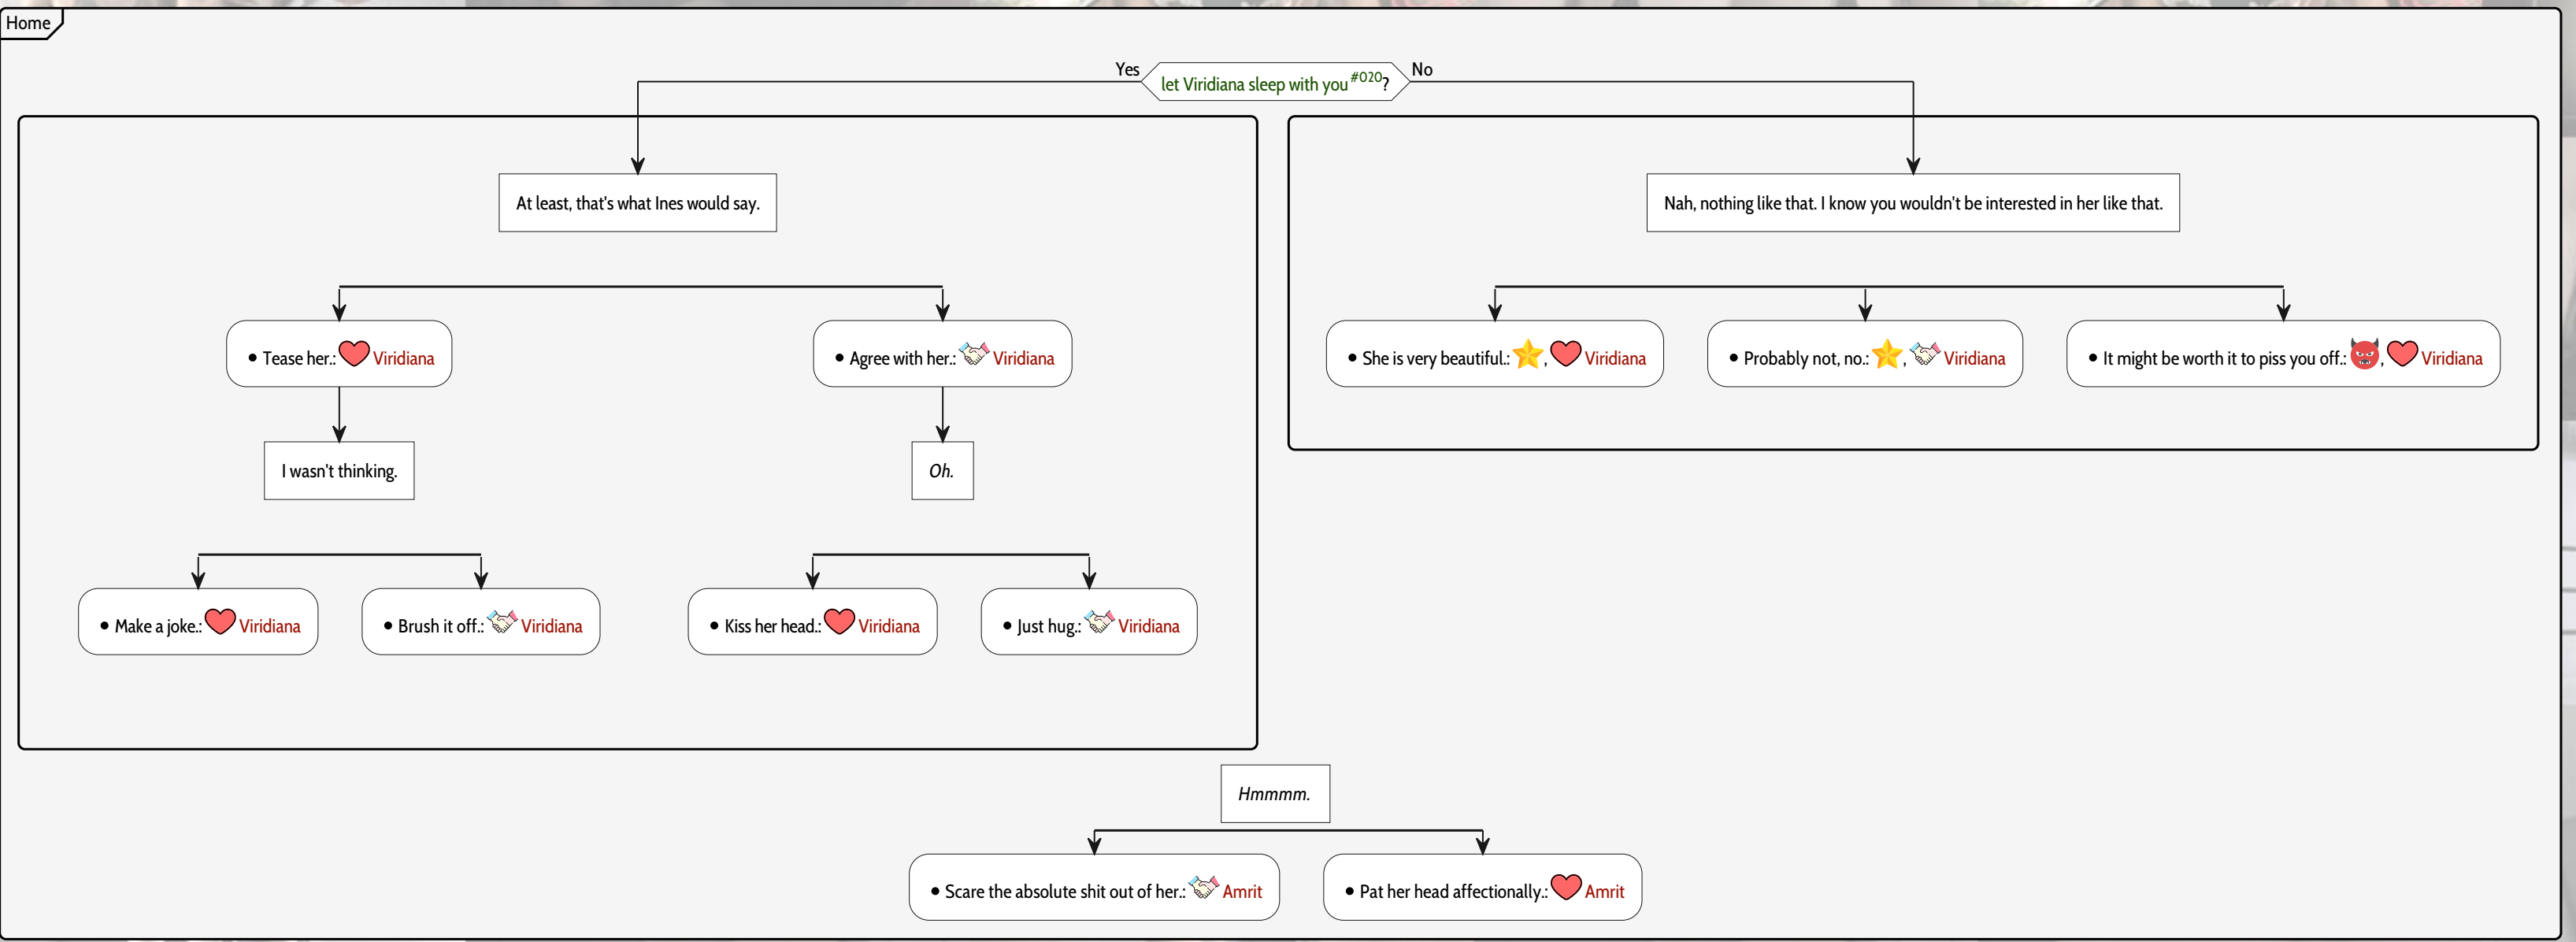 Home
Yes
let Viridiana sleep with you #020?
No
At least, that's what Ines would say.
Nah, nothing like that. I know you wouldn't be interested in her like that.
• Tease her.: Viridiana
• Agree with her.: Viridiana
• She is very beautiful.: , Viridiana
• Probably not, no.: , Viridiana
• It might be worth it to piss you off.: , Viridiana
I wasn't thinking.
Oh.
• Make a joke.: Viridiana
• Brush it off.: Viridiana
• Kiss her head.: Viridiana
• Just hug.: Viridiana
Hmmmm.
• Scare the absolute shit out of her.: Amrit
• Pat her head affectionally.: Amrit